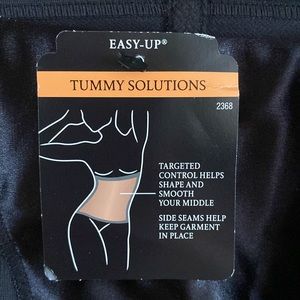 EASY-UP®
TUMMY SOLUTIONS
2368
TARGETED
CONTROL HELPS
SHAPE AND
SMOOTH
YOUR MIDDLE
SIDE SEAMS HELP
KEEP GARMENT
IN PLACE